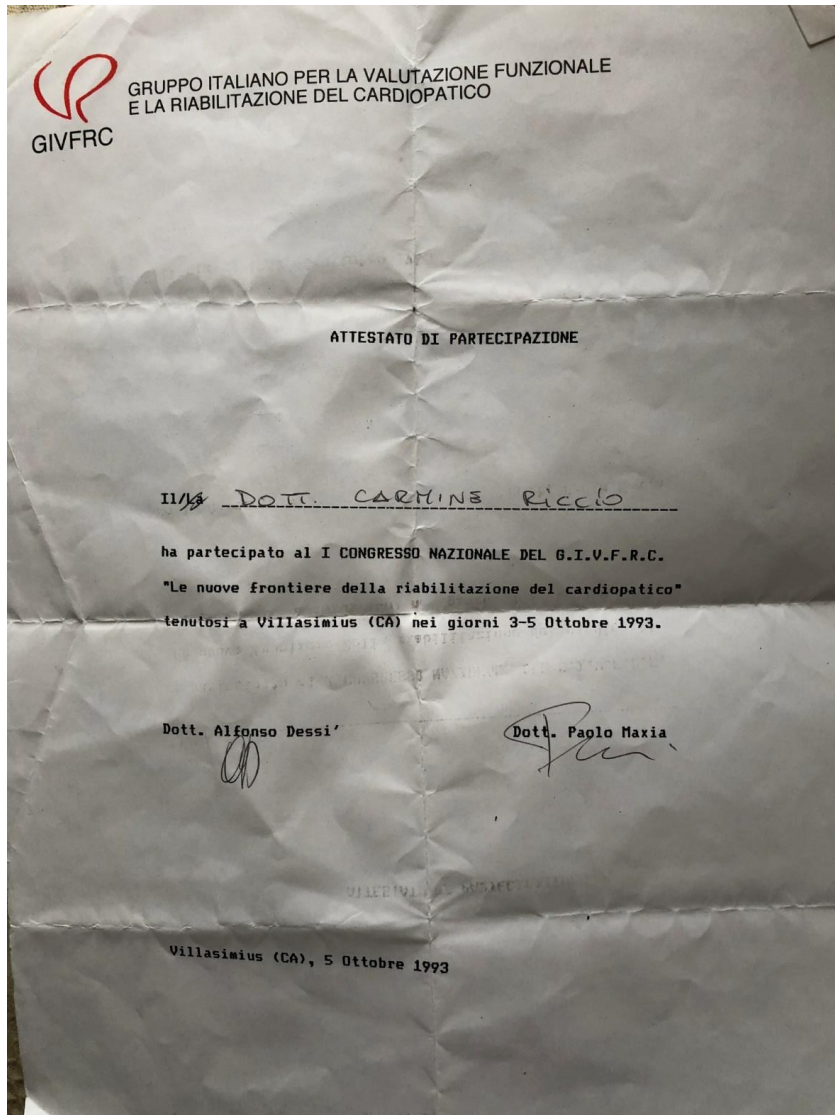 GRUPPO ITALIANO PER LA VALUTAZIONE FUNZIONALE
E LA RIABILITAZIONE DEL CARDIOPATICO
GIVFRC
ATTESTATO DI PARTECIPAZIONE
Il/la DOTT. CARMINE RICCIO
ha partecipato al I CONGRESSO NAZIONALE DEL G.I.V.F.R.C.
"Le nuove frontiere della riabilitazione del cardiopatico"
tenutosi a Villasimius (CA) nei giorni 3-5 Ottobre 1993.
Dott. Alfonso Dessi' Dott. Paolo Maxia
Villasimius (CA), 5 Ottobre 1993